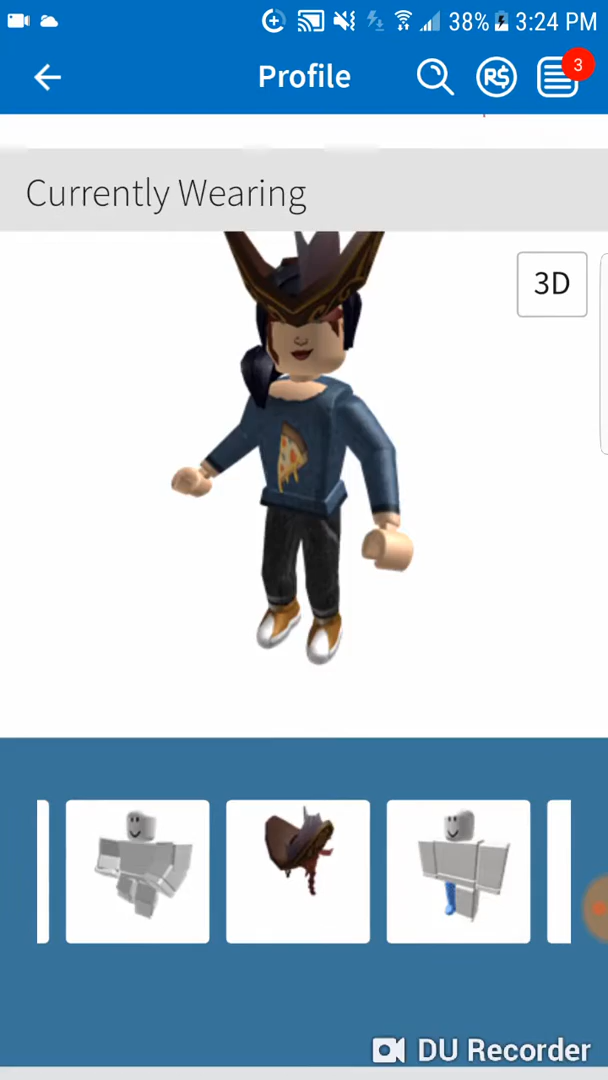 38% 3:24 PM
Profile
R$
3
Currently Wearing
3D
DU Recorder